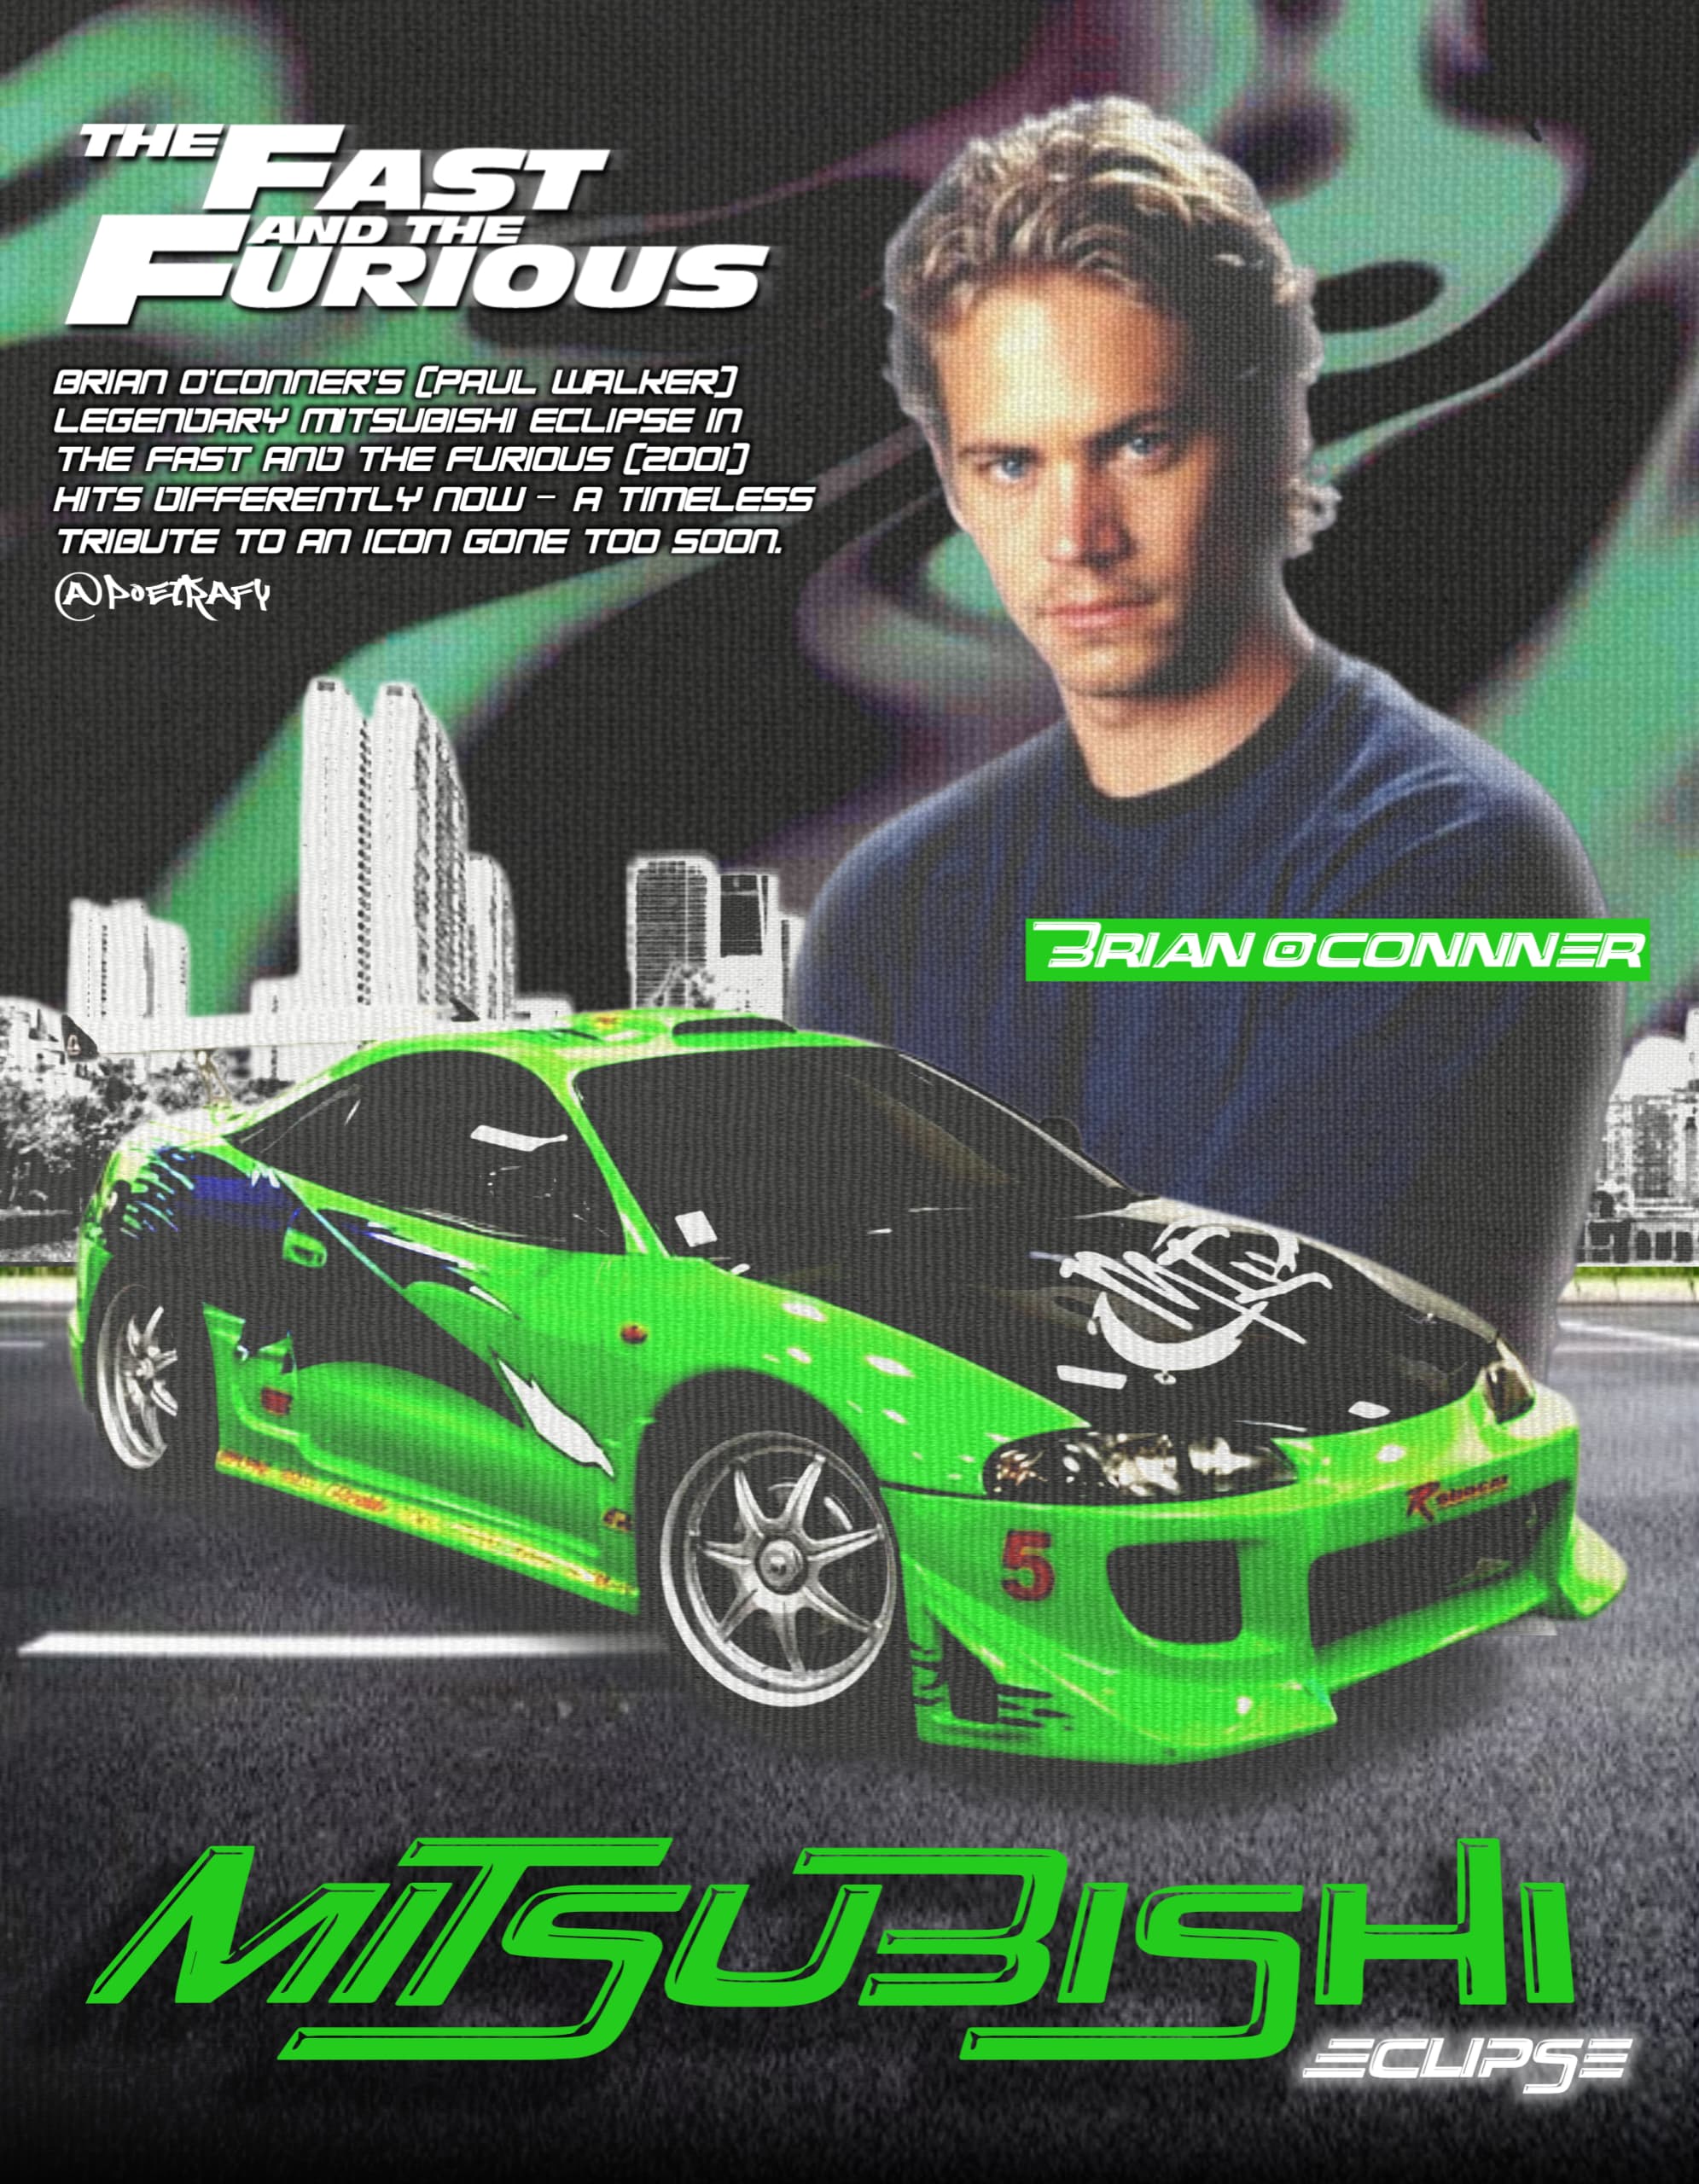 THE FAST
AND THE
FURIOUS
BRIAN O'CONNER'S (PAUL WALKER)
LEGENDARY MITSUBISHI ECLIPSE IN
THE FAST AND THE FURIOUS (2001)
HITS DIFFERENTLY NOW - A TIMELESS
TRIBUTE TO AN ICON GONE TOO SOON.
@POETRAFY
BRIAN O'CONNNER
5
MITSUBISHI
ECLIPSE